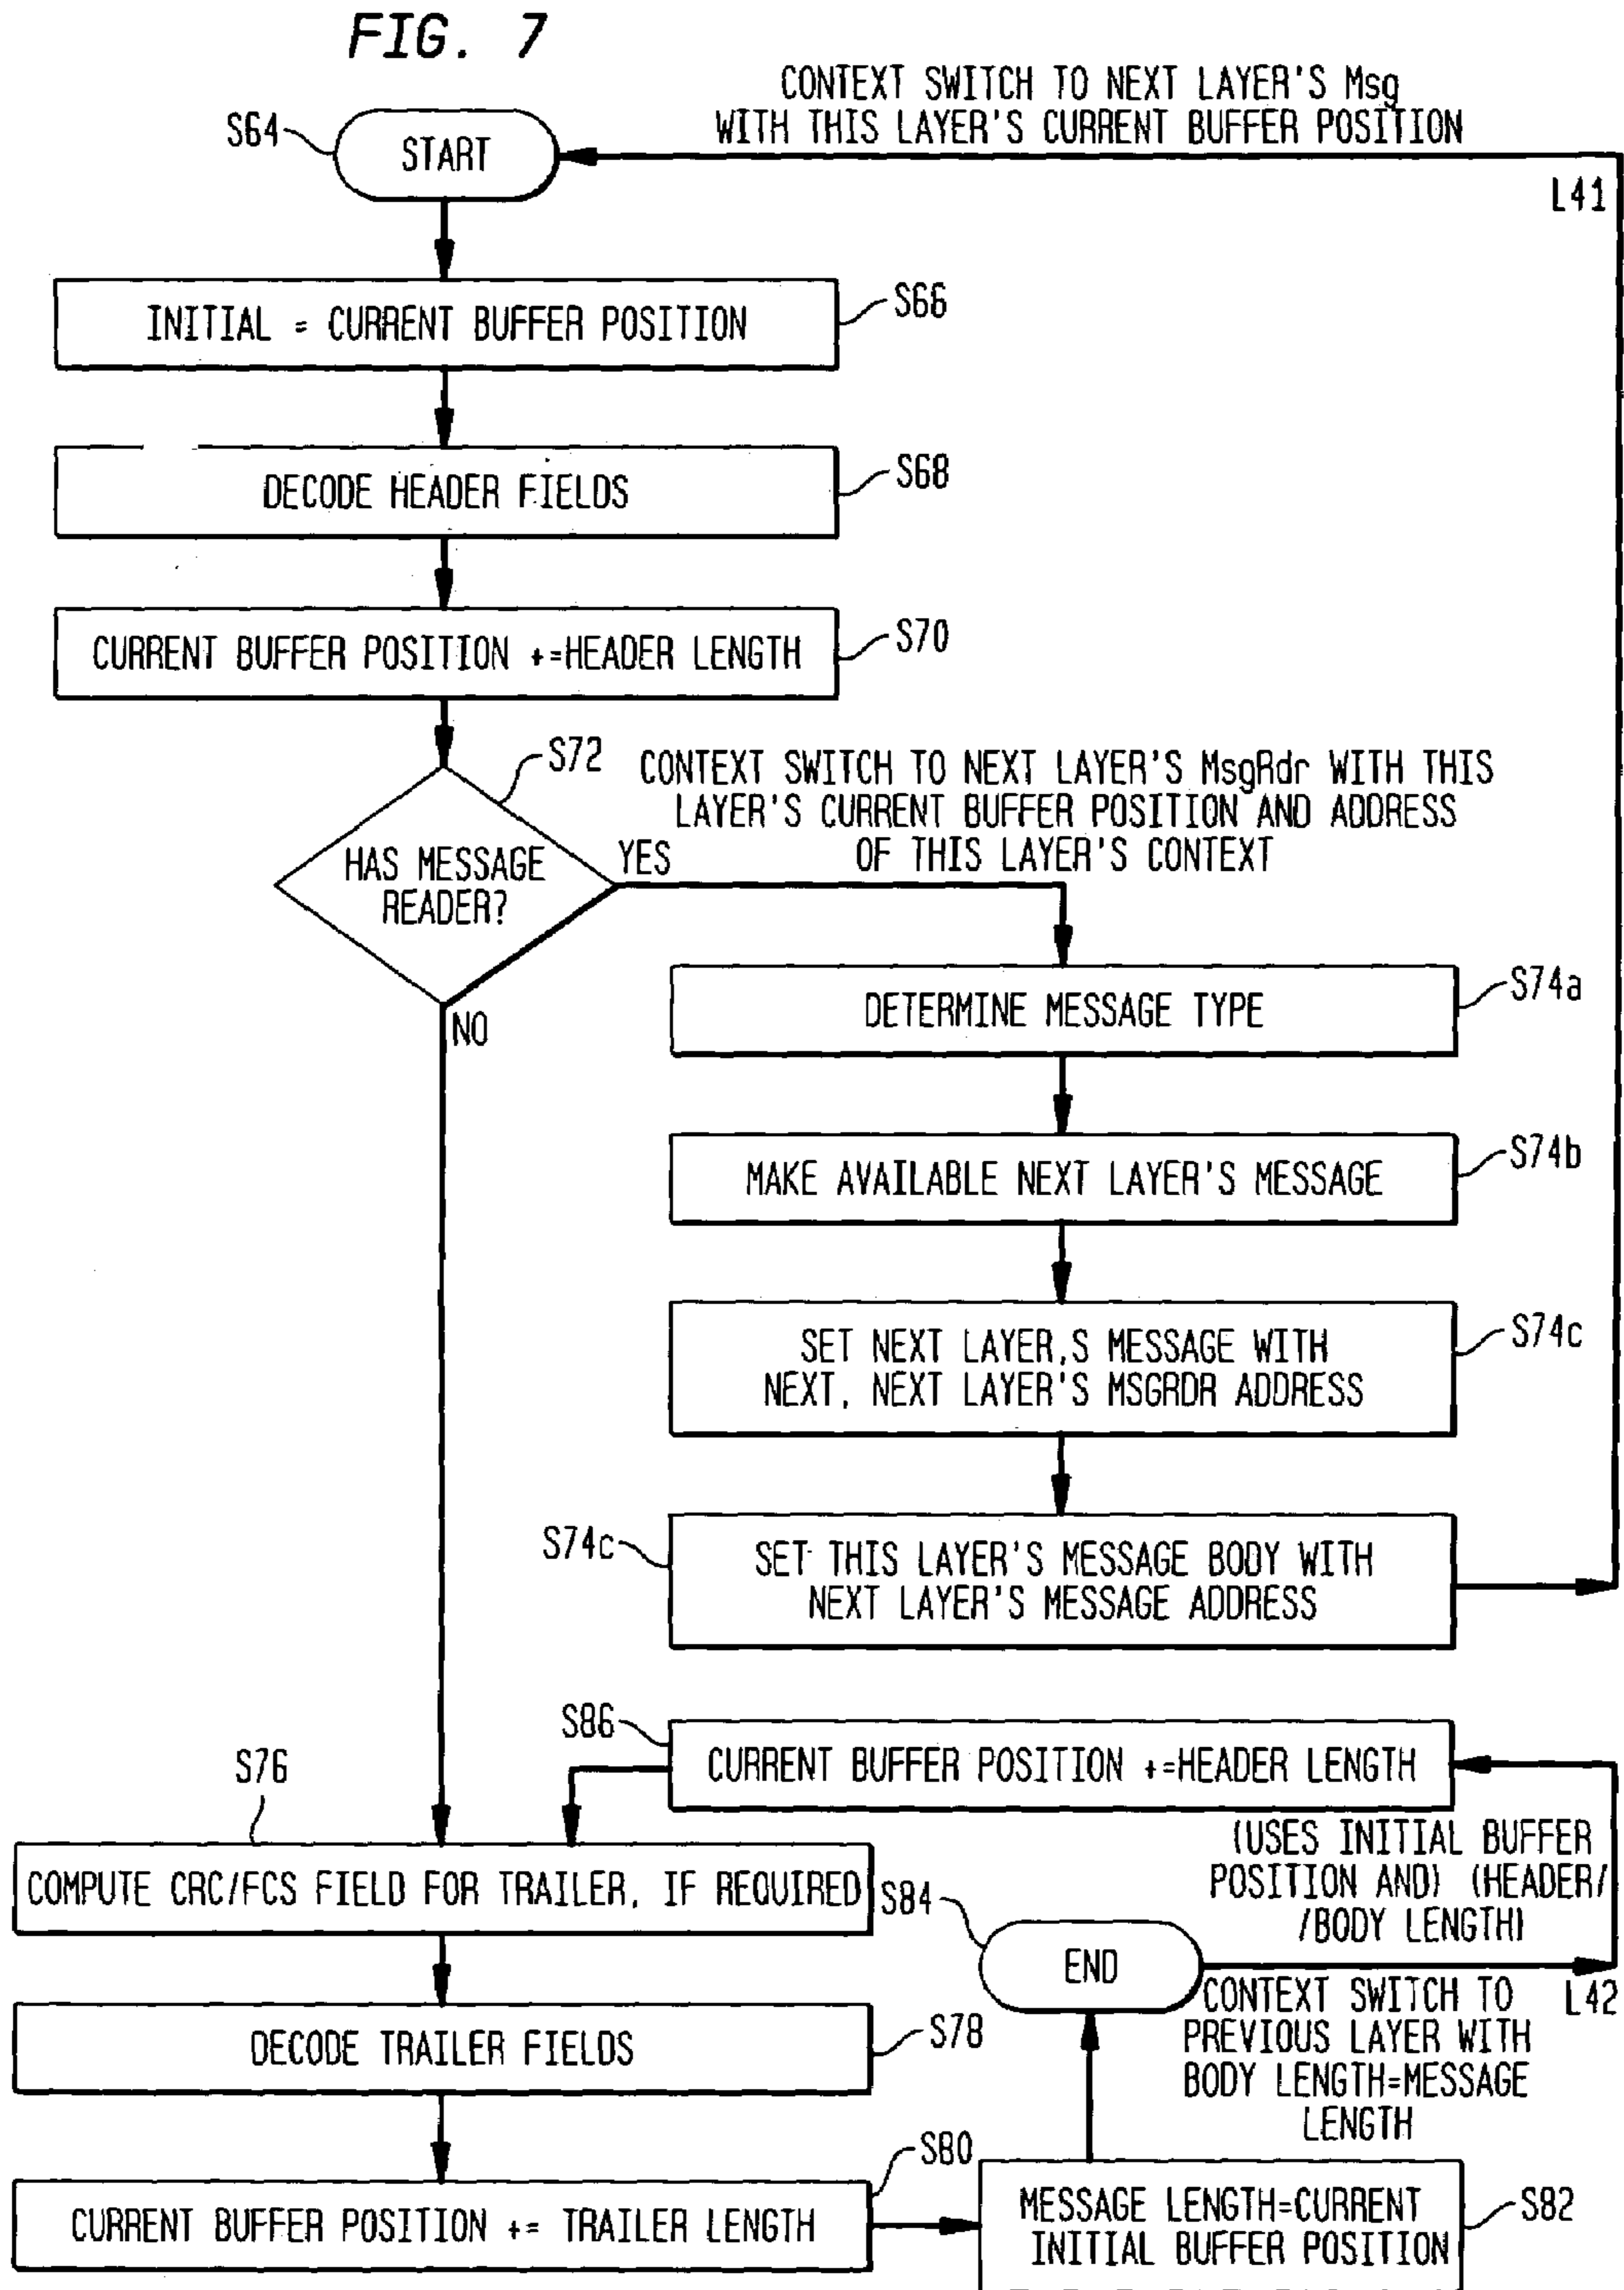 FIG. 7
CONTEXT SWITCH TO NEXT LAYER'S Msg
WITH THIS LAYER'S CURRENT BUFFER POSITION
S64
START
L41
INITIAL = CURRENT BUFFER POSITION
S66
DECODE HEADER FIELDS
S68
CURRENT BUFFER POSITION +=HEADER LENGTH
S70
S72
CONTEXT SWITCH TO NEXT LAYER'S MsgRdr WITH THIS
LAYER'S CURRENT BUFFER POSITION AND ADDRESS
OF THIS LAYER'S CONTEXT
HAS MESSAGE
READER?
YES
NO
DETERMINE MESSAGE TYPE
S74a
MAKE AVAILABLE NEXT LAYER'S MESSAGE
S74b
SET NEXT LAYER,S MESSAGE WITH
NEXT, NEXT LAYER'S MSGRDR ADDRESS
S74c
S74c
SET THIS LAYER'S MESSAGE BODY WITH
NEXT LAYER'S MESSAGE ADDRESS
S86
CURRENT BUFFER POSITION +=HEADER LENGTH
S76
(USES INITIAL BUFFER
POSITION AND) (HEADER/
/BODY LENGTH)
COMPUTE CRC/FCS FIELD FOR TRAILER, IF REQUIRED
S84
END
L42
CONTEXT SWITCH TO
PREVIOUS LAYER WITH
BODY LENGTH=MESSAGE
LENGTH
DECODE TRAILER FIELDS
S78
CURRENT BUFFER POSITION += TRAILER LENGTH
S80
MESSAGE LENGTH=CURRENT
INITIAL BUFFER POSITION
S82